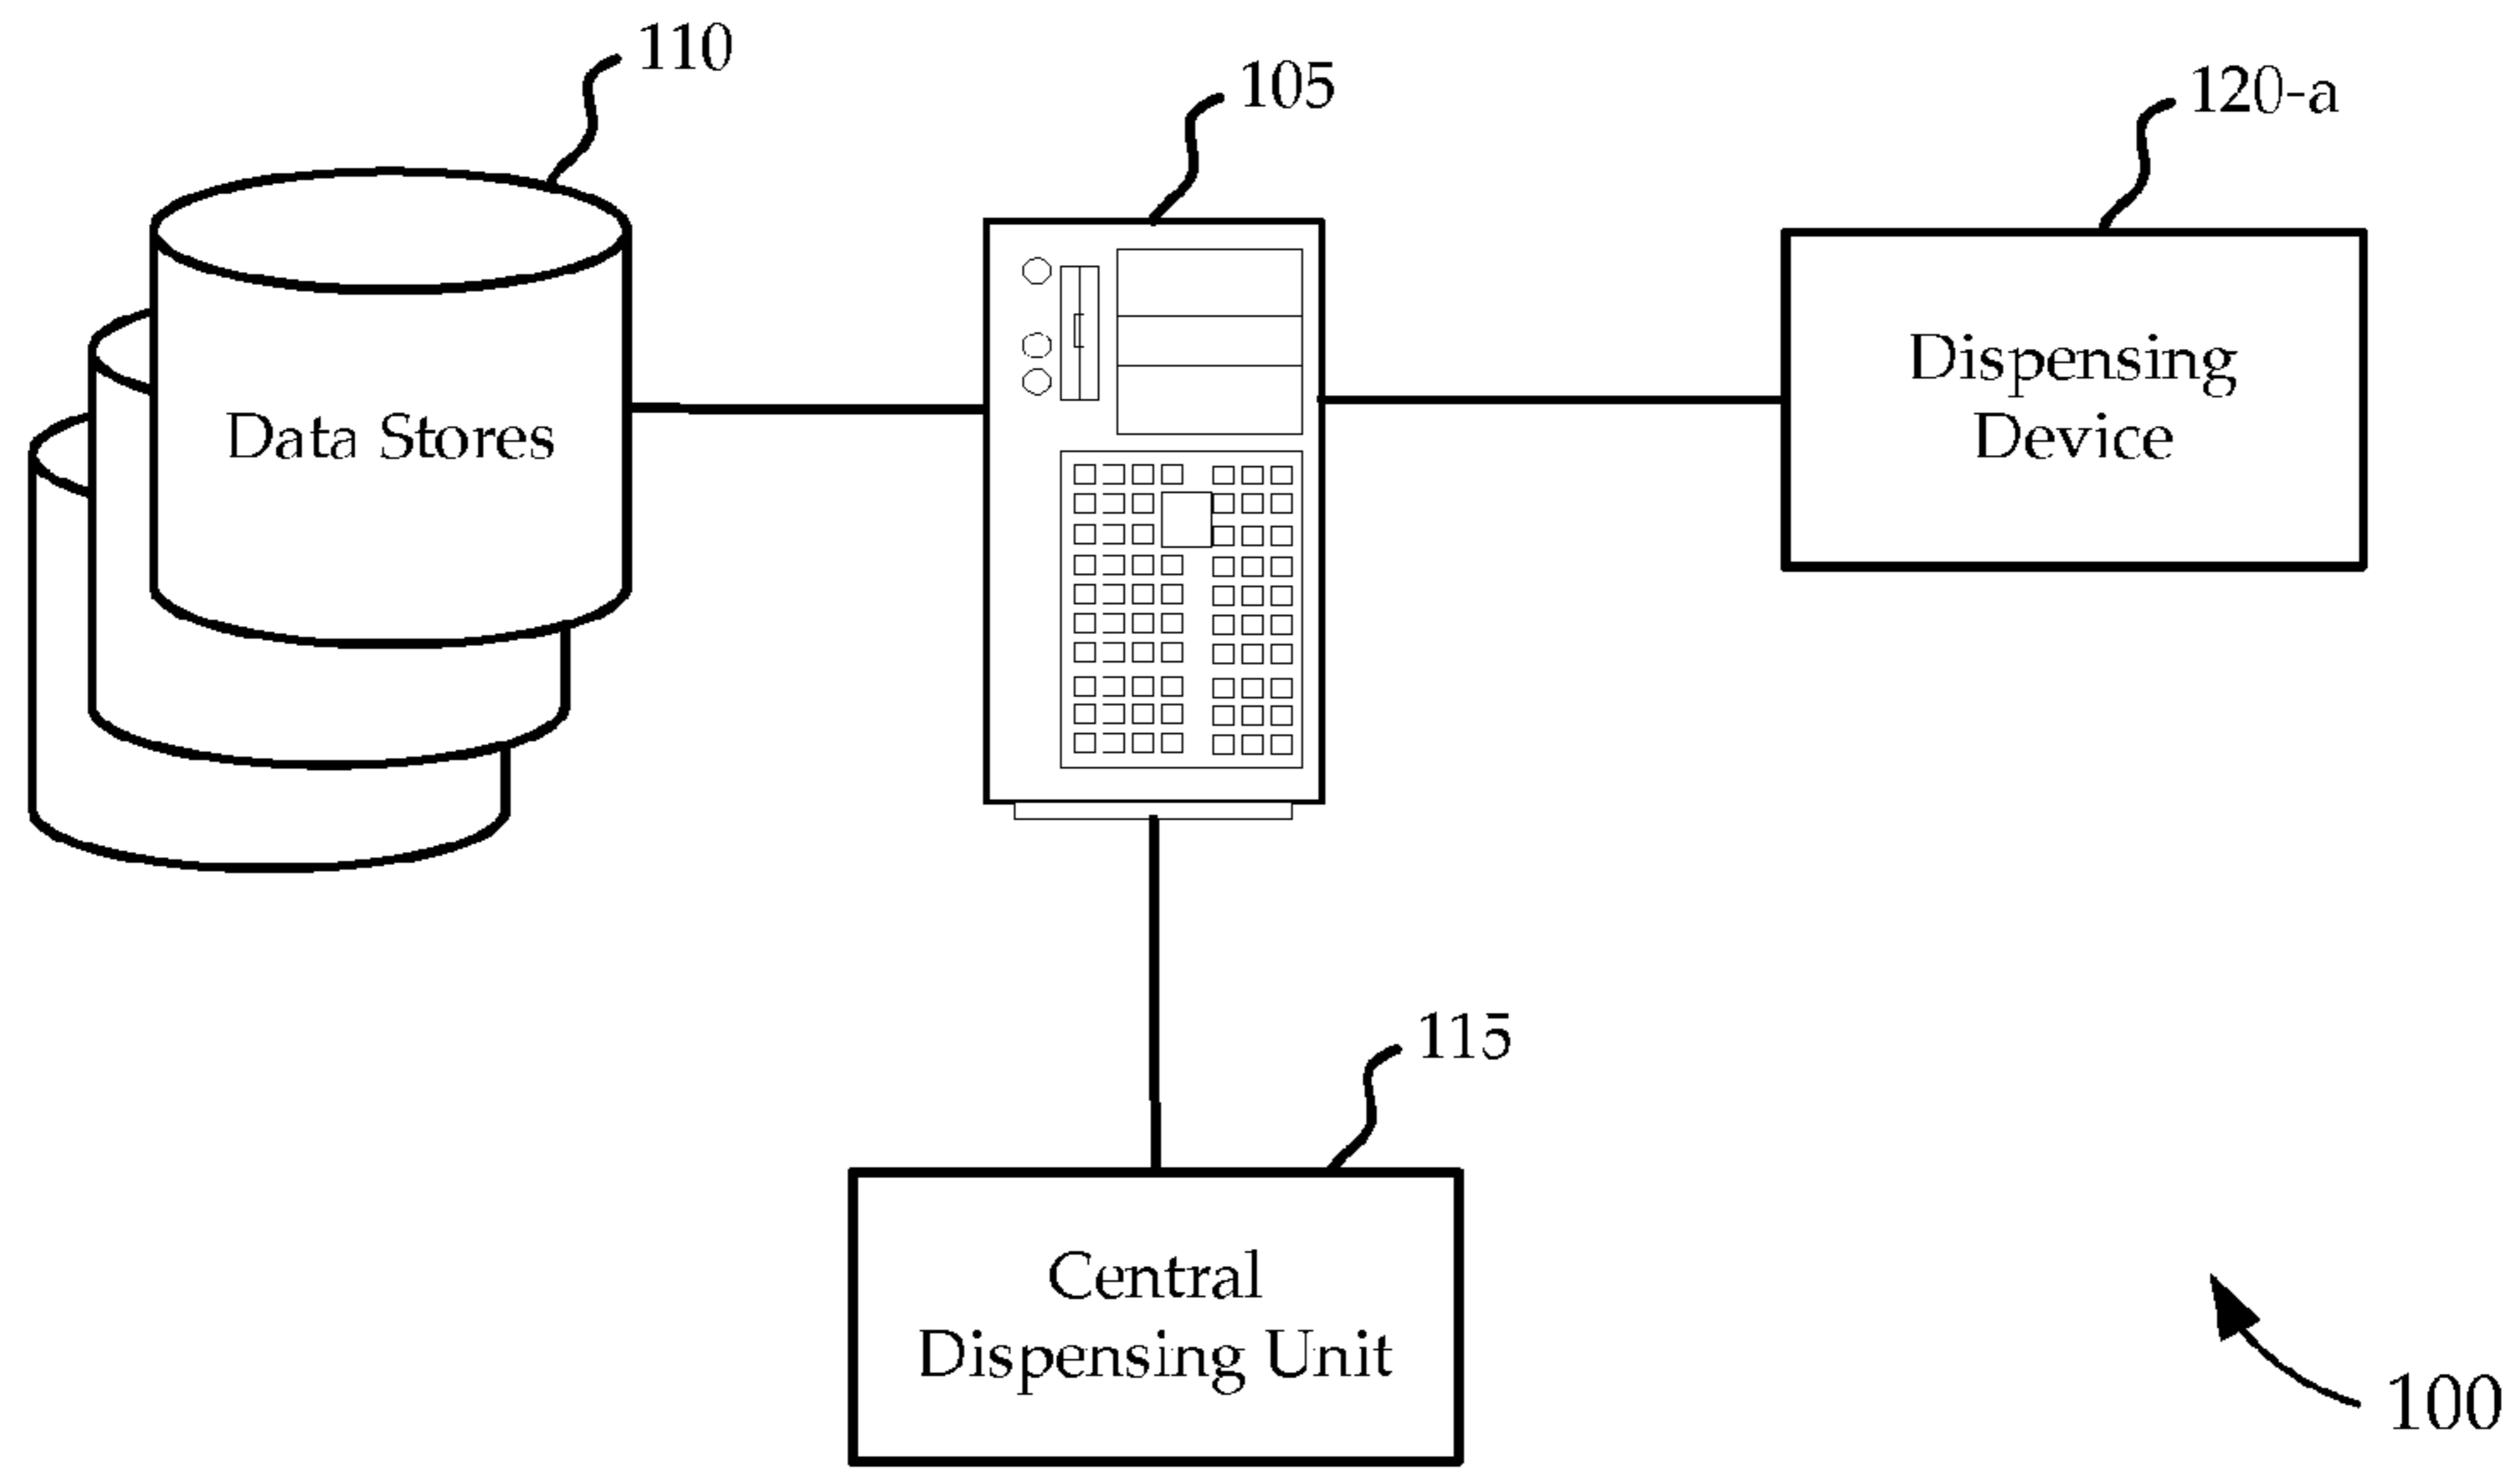 110
105
120-a
Data Stores
Dispensing
Device
115
Central
Dispensing Unit
100